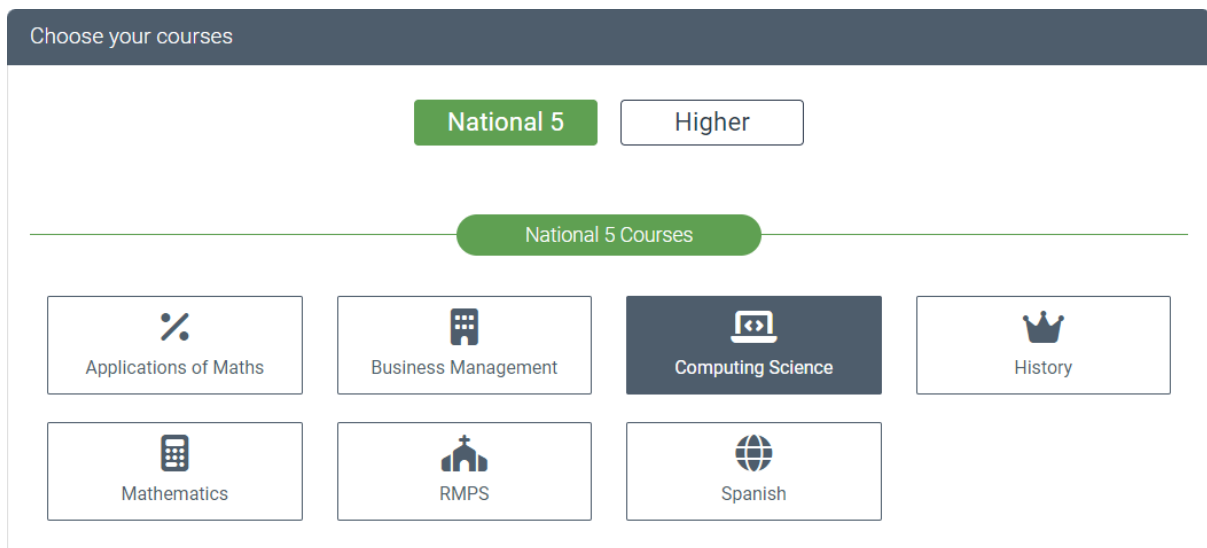 Choose your courses
National 5
Higher
National 5 Courses
Applications of Maths
Business Management
Computing Science
History
Mathematics
RMPS
Spanish